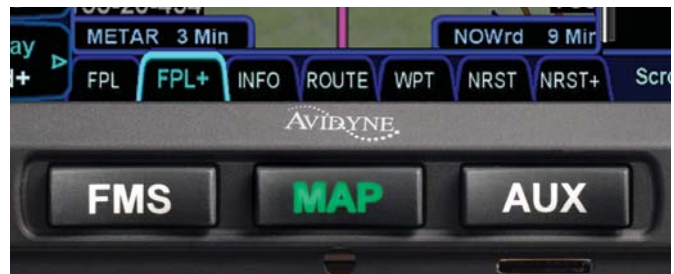 METAR 3 Min NOWrd 9 Min
FPL FPL+ INFO ROUTE WPT NRST NRST+
AVIDYNE
FMS MAP AUX